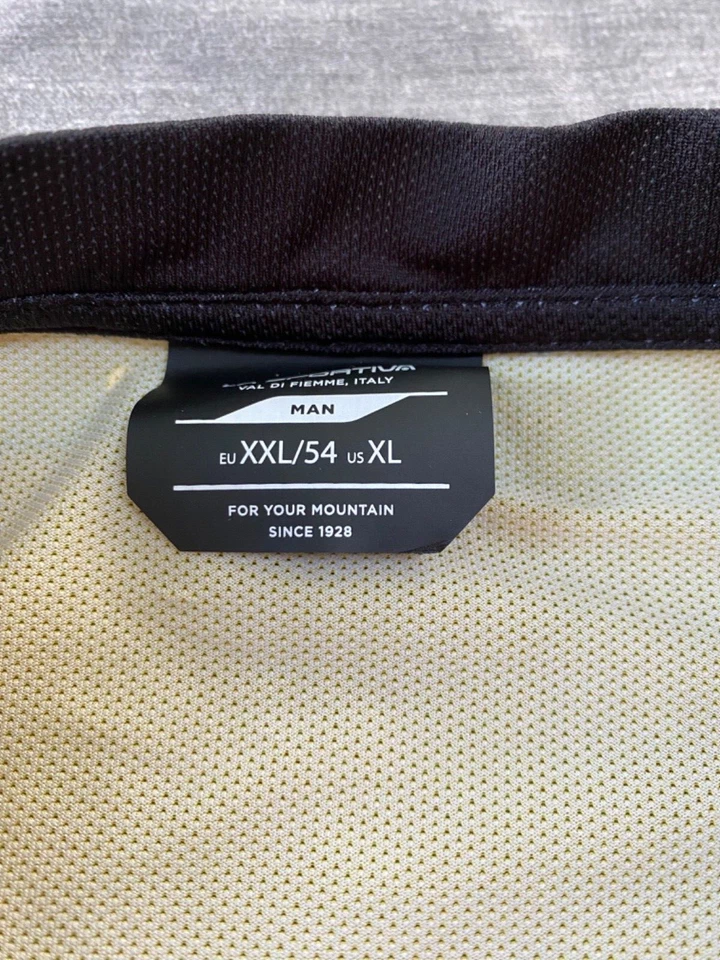 VAL DI FIEMME, ITALY
MAN
EU XXL/54 US XL
FOR YOUR MOUNTAIN
SINCE 1928